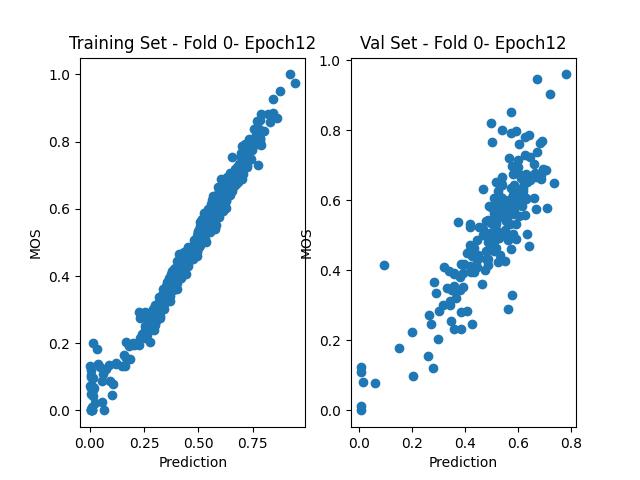 Training Set - Fold 0- Epoch12
MOS
1.0
0.8
0.6
0.4
0.2
0.0
0.00 0.25 0.50 0.75
Prediction
Val Set - Fold 0- Epoch12
MOS
1.0
0.8
0.6
0.4
0.2
0.0
0.0 0.2 0.4 0.6 0.8
Prediction